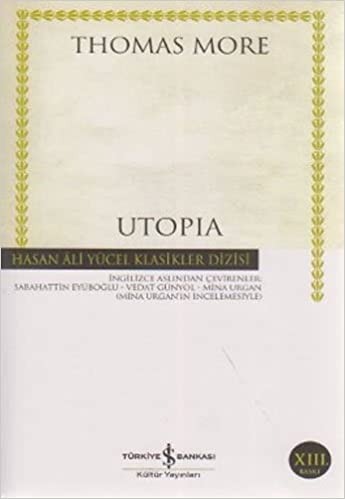 THOMAS MORE
UTOPIA
HASAN ÂLİ YÜCEL KLASİKLER DİZİSİ
İNGİLİZCE ASLINDAN ÇEVİRENLER:
SABAHATTİN EYÜBOĞLU - VEDAT GÜNYOL - MİNA URGAN
(MİNA URGAN'IN İNCELEMESİYLE)
XIII.
BASKI
TÜRKİYE İŞ BANKASI
Kültür Yayınları